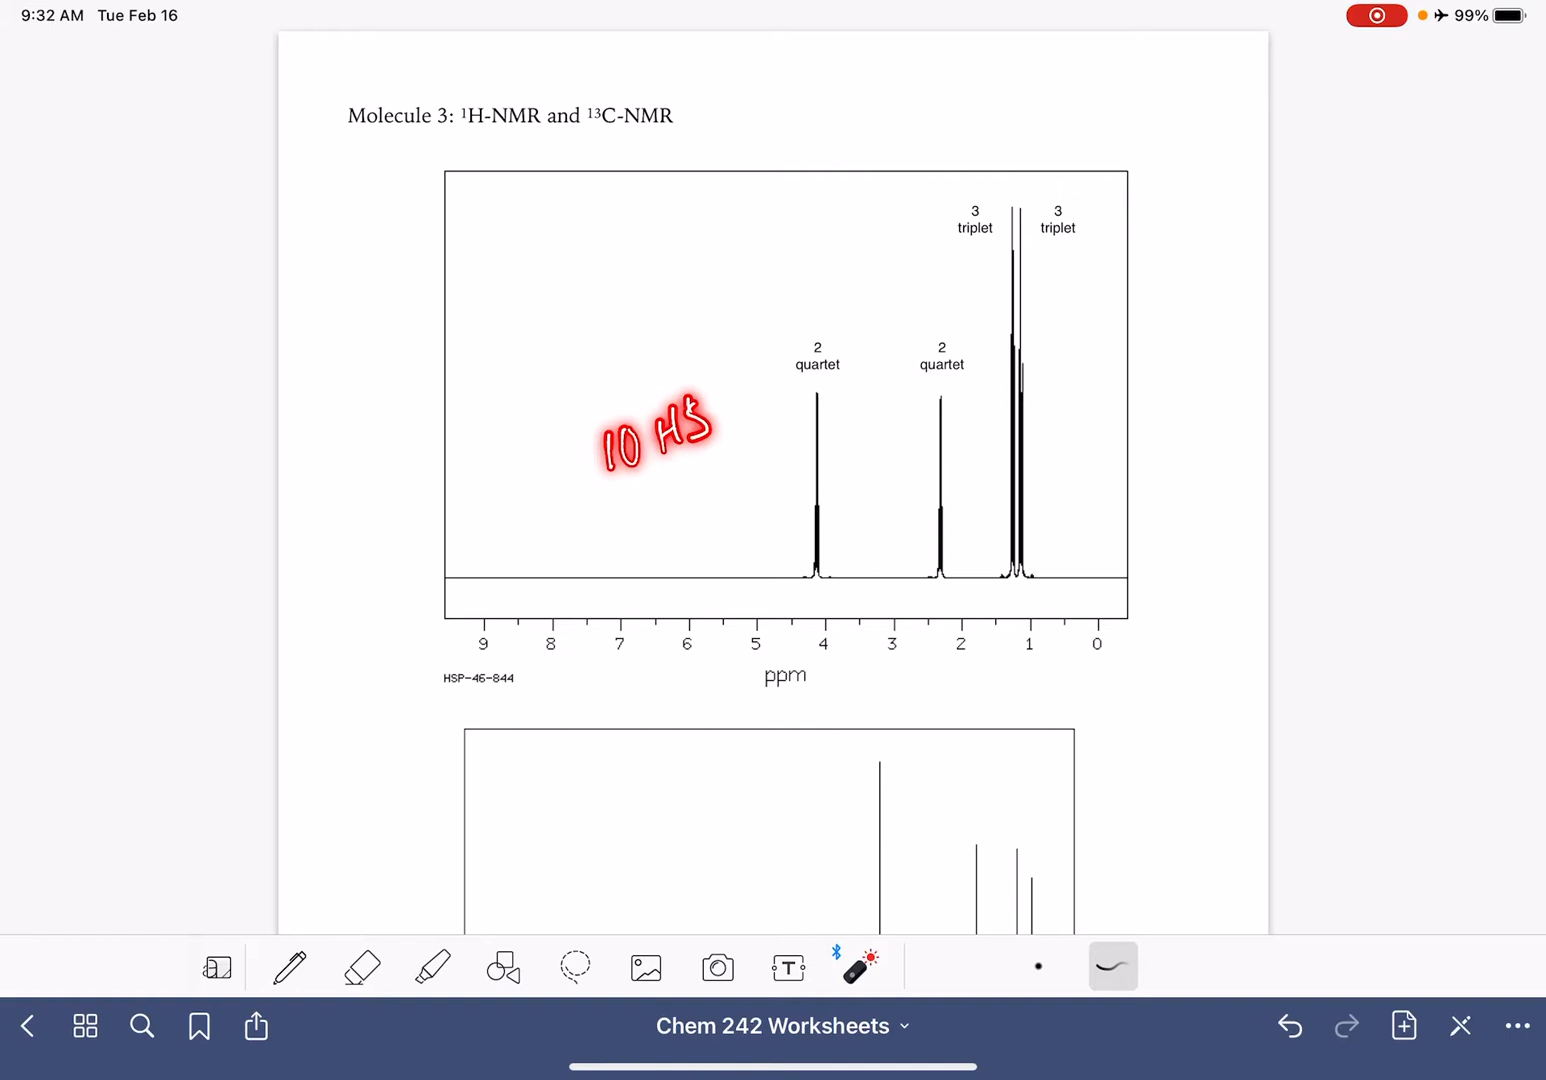 9:32 AM Tue Feb 16
99%
Molecule 3: ¹H-NMR and ¹³C-NMR
3 3
triplet triplet
2 2
quartet quartet
10 H's
9 8 7 6 5 4 3 2 1 0
HSP-46-844 ppm
T
Chem 242 Worksheets